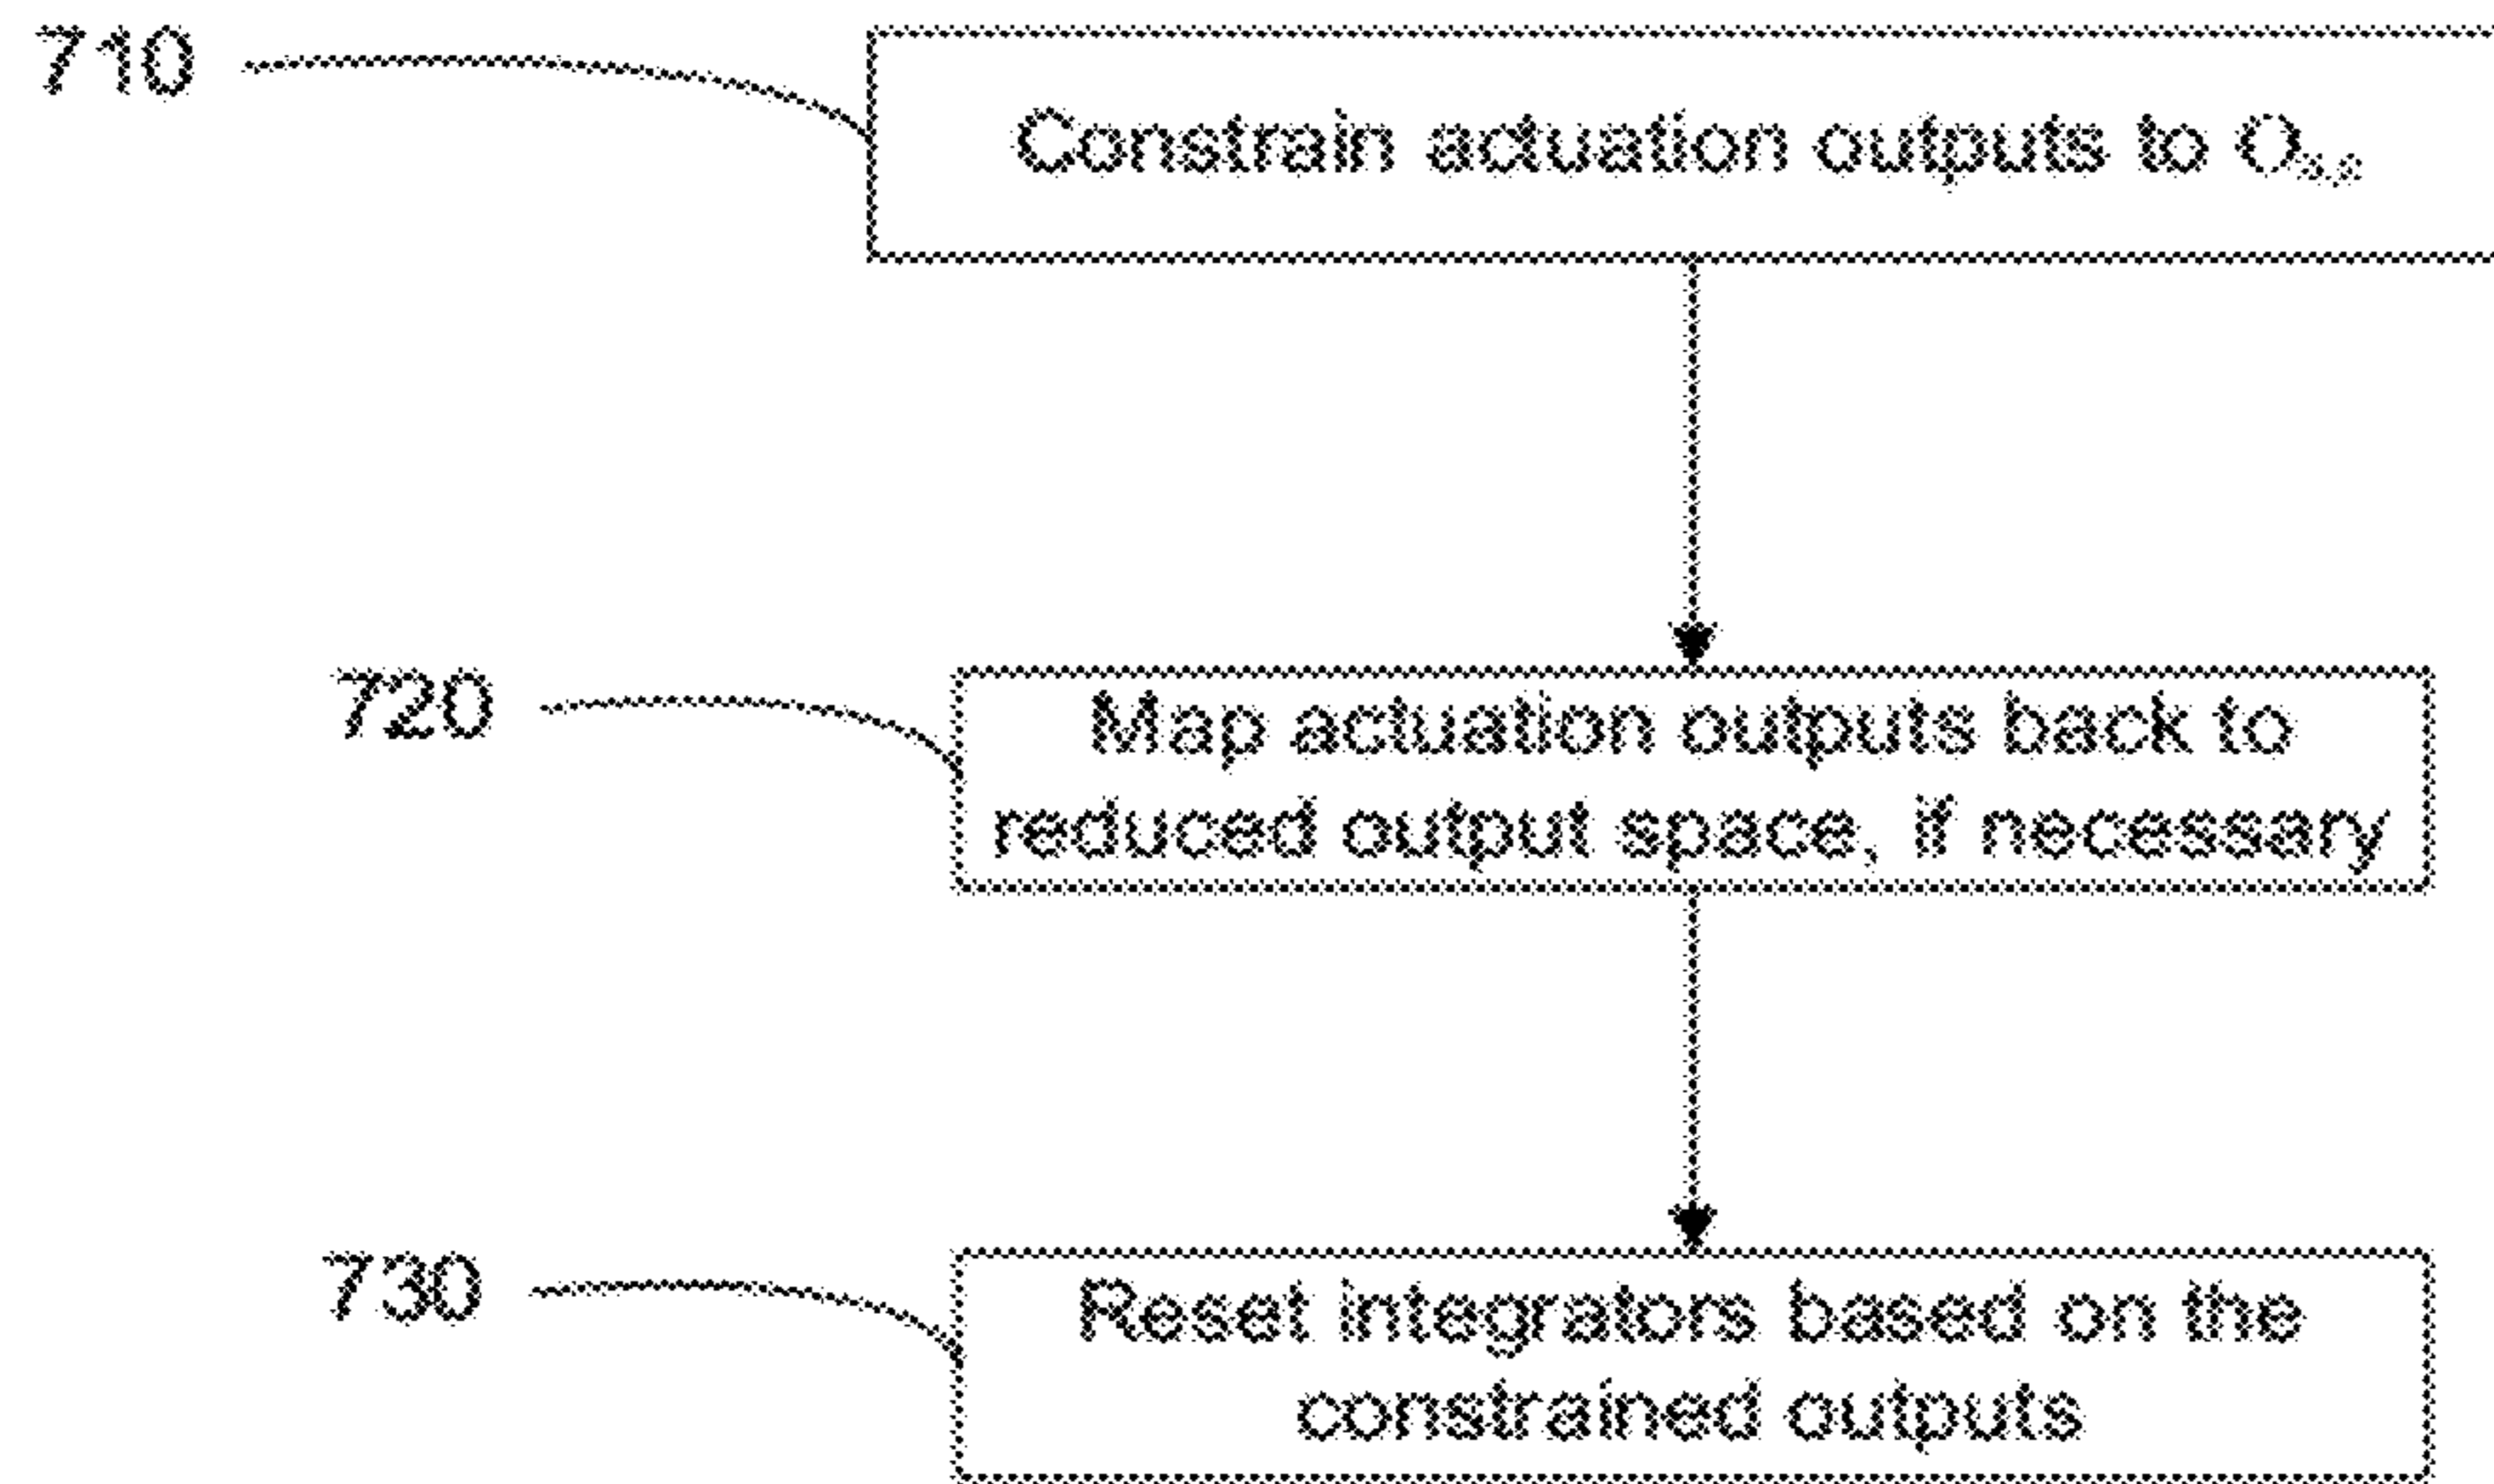 710
Constrain actuation outputs to O
720
Map actuation outputs back to
reduced output space, if necessary
730
Reset integrators based on the
constrained outputs